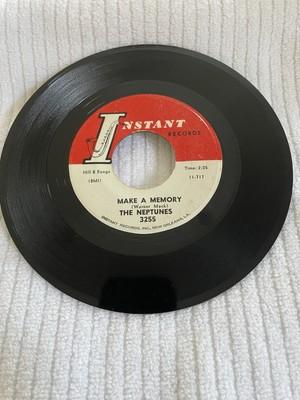 INSTANT
RECORDS
Hill & Range
(BMI)
Time: 2:25
11-717
MAKE A MEMORY
(Warner Mack)
THE NEPTUNES
3255
INSTANT RECORDS, INC., NEW ORLEANS, LA.